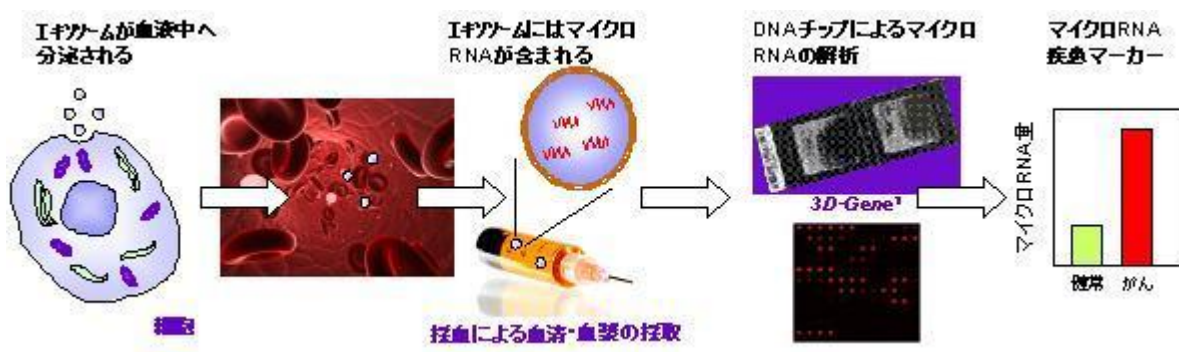 エキソソームが血液中へ
分泌される
エキソソームにはマイクロ
RNAが含まれる
DNAチップによるマイクロ
RNAの解析
マイクロRNA
疾患マーカー
3D-Gene
マイクロRNA量
健常 がん
採血による血清・血漿の採取